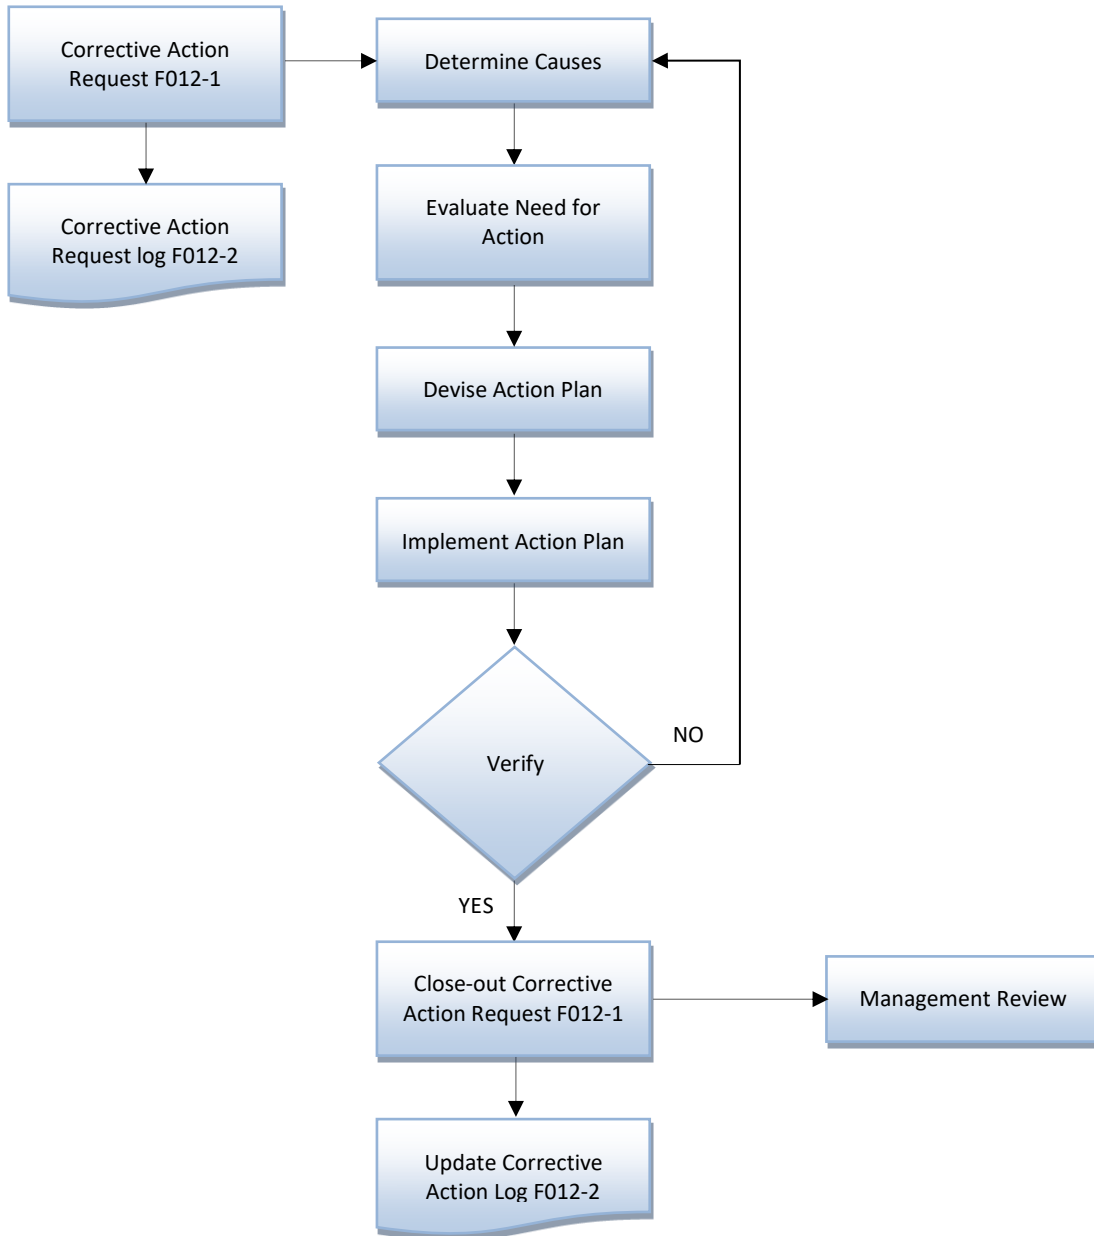 Corrective Action
Request F012-1
Determine Causes
Corrective Action
Request log F012-2
Evaluate Need for
Action
Devise Action Plan
Implement Action Plan
Verify
NO
YES
Close-out Corrective
Action Request F012-1
Management Review
Update Corrective
Action Log F012-2